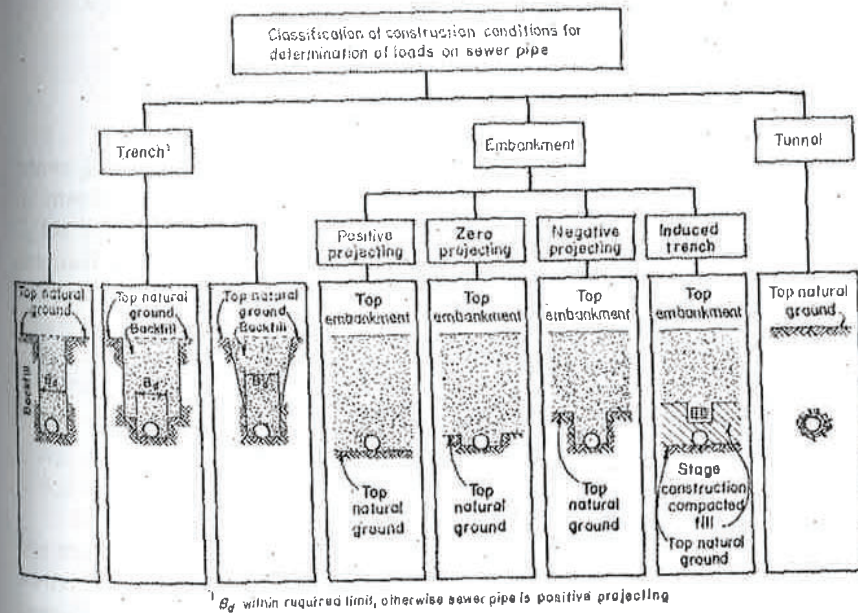 Classification of construction conditions for
determination of loads on sewer pipe
Trench¹
Embankment
Tunnel
Positive
projecting
Zero
projecting
Negative
projecting
Induced
trench
Top natural
ground
Backfill
Bd
Top natural
ground
Backfill
Bd
Top natural
ground
Backfill
Bd
Top
embankment
Top
natural
ground
Top
embankment
Top
natural
ground
Top
embankment
Top
natural
ground
Top
embankment
Stage
construction
compacted
fill
Top natural
ground
Top natural
ground
¹ Bd within required limit, otherwise sewer pipe is positive projecting